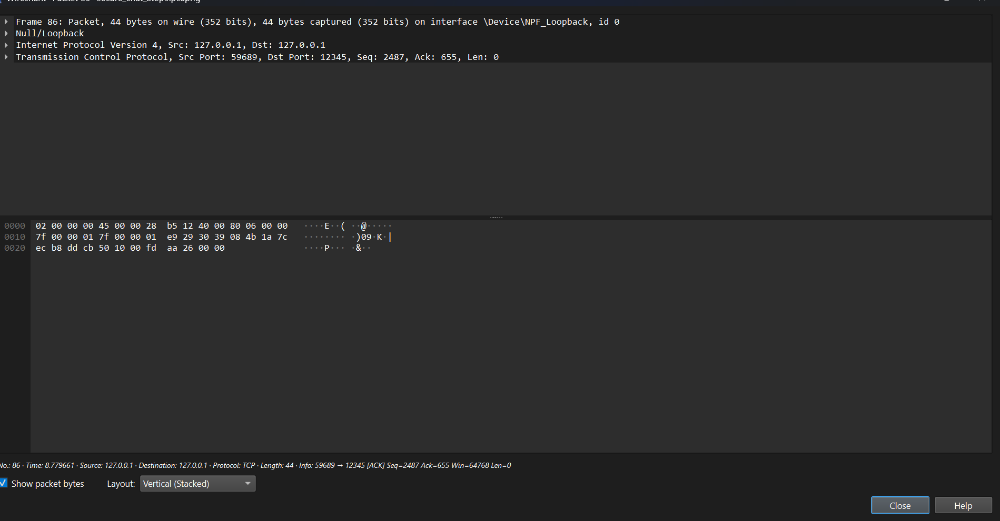 Frame 86: Packet, 44 bytes on wire (352 bits), 44 bytes captured (352 bits) on interface \Device\NPF_Loopback, id 0
Null/Loopback
Internet Protocol Version 4, Src: 127.0.0.1, Dst: 127.0.0.1
Transmission Control Protocol, Src Port: 59689, Dst Port: 12345, Seq: 2487, Ack: 655, Len: 0
0000 02 00 00 00 45 00 00 28 b5 12 40 00 80 06 00 00 ····E··( ··@·····
0010 7f 00 00 01 7f 00 00 01 e9 29 30 39 08 4b 1a 7c ········ ·)09·K·|
0020 ec b8 dd cb 50 10 00 fd aa 26 00 00 ····P··· ·&··
No.: 86 · Time: 8.779661 · Source: 127.0.0.1 · Destination: 127.0.0.1 · Protocol: TCP · Length: 44 · Info: 59689 → 12345 [ACK] Seq=2487 Ack=655 Win=64768 Len=0
Show packet bytes Layout: Vertical (Stacked)
Close Help